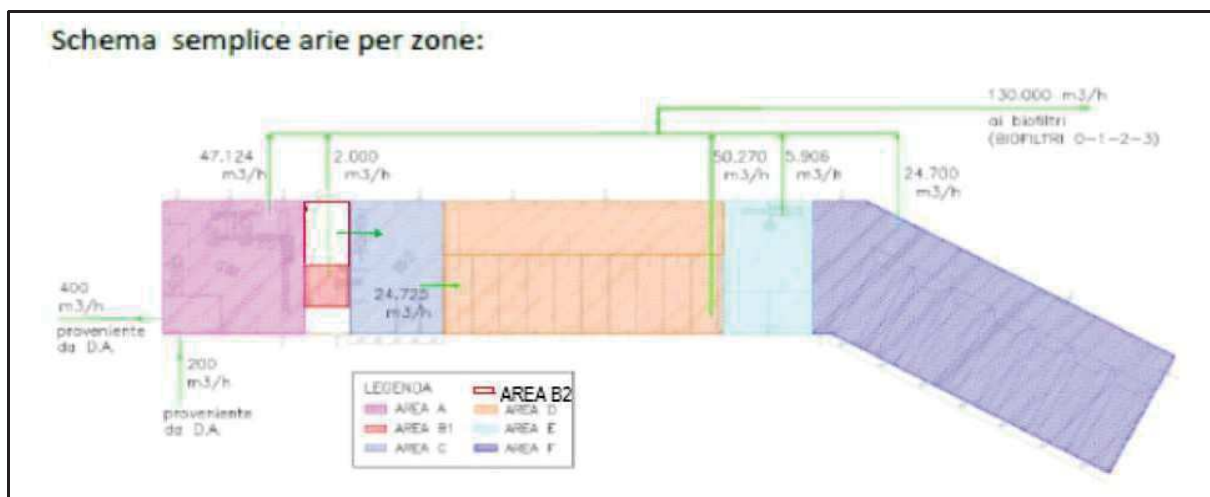 Schema semplice arie per zone:
130.000 m3/h
ai biofiltri
(BIOFILTRI 0-1-2-3)
47.124
m3/h
2.000
m3/h
50.270
m3/h
5.906
m3/h
24.700
m3/h
24.725
m3/h
400
m3/h
proveniente
da D.A.
200
m3/h
proveniente
da D.A.
LEGENDA
AREA A
AREA B1
AREA C
AREA B2
AREA D
AREA E
AREA F